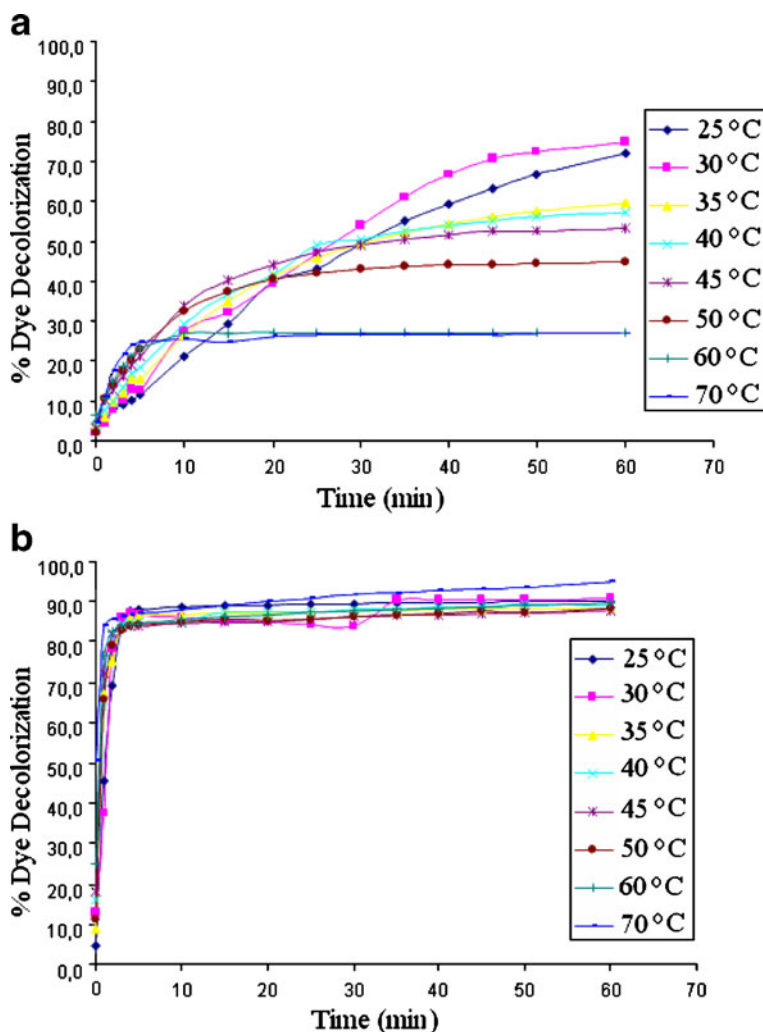 a
% Dye Decolorization
100,0
90,0
80,0
70,0
60,0
50,0
40,0
30,0
20,0
10,0
0,0
0 10 20 30 40 50 60 70
Time (min)
25 °C
30 °C
35 °C
40 °C
45 °C
50 °C
60 °C
70 °C
b
% Dye Decolorization
100,0
90,0
80,0
70,0
60,0
50,0
40,0
30,0
20,0
10,0
0,0
0 10 20 30 40 50 60 70
Time (min)
25 °C
30 °C
35 °C
40 °C
45 °C
50 °C
60 °C
70 °C